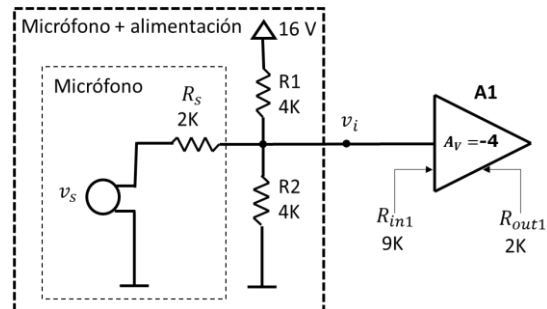 Micrófono + alimentación
16 V
Micrófono
R1
4K
R_s
2K
v_i
A1
A_V =-4
v_s
R2
4K
R_in1
9K
R_out1
2K